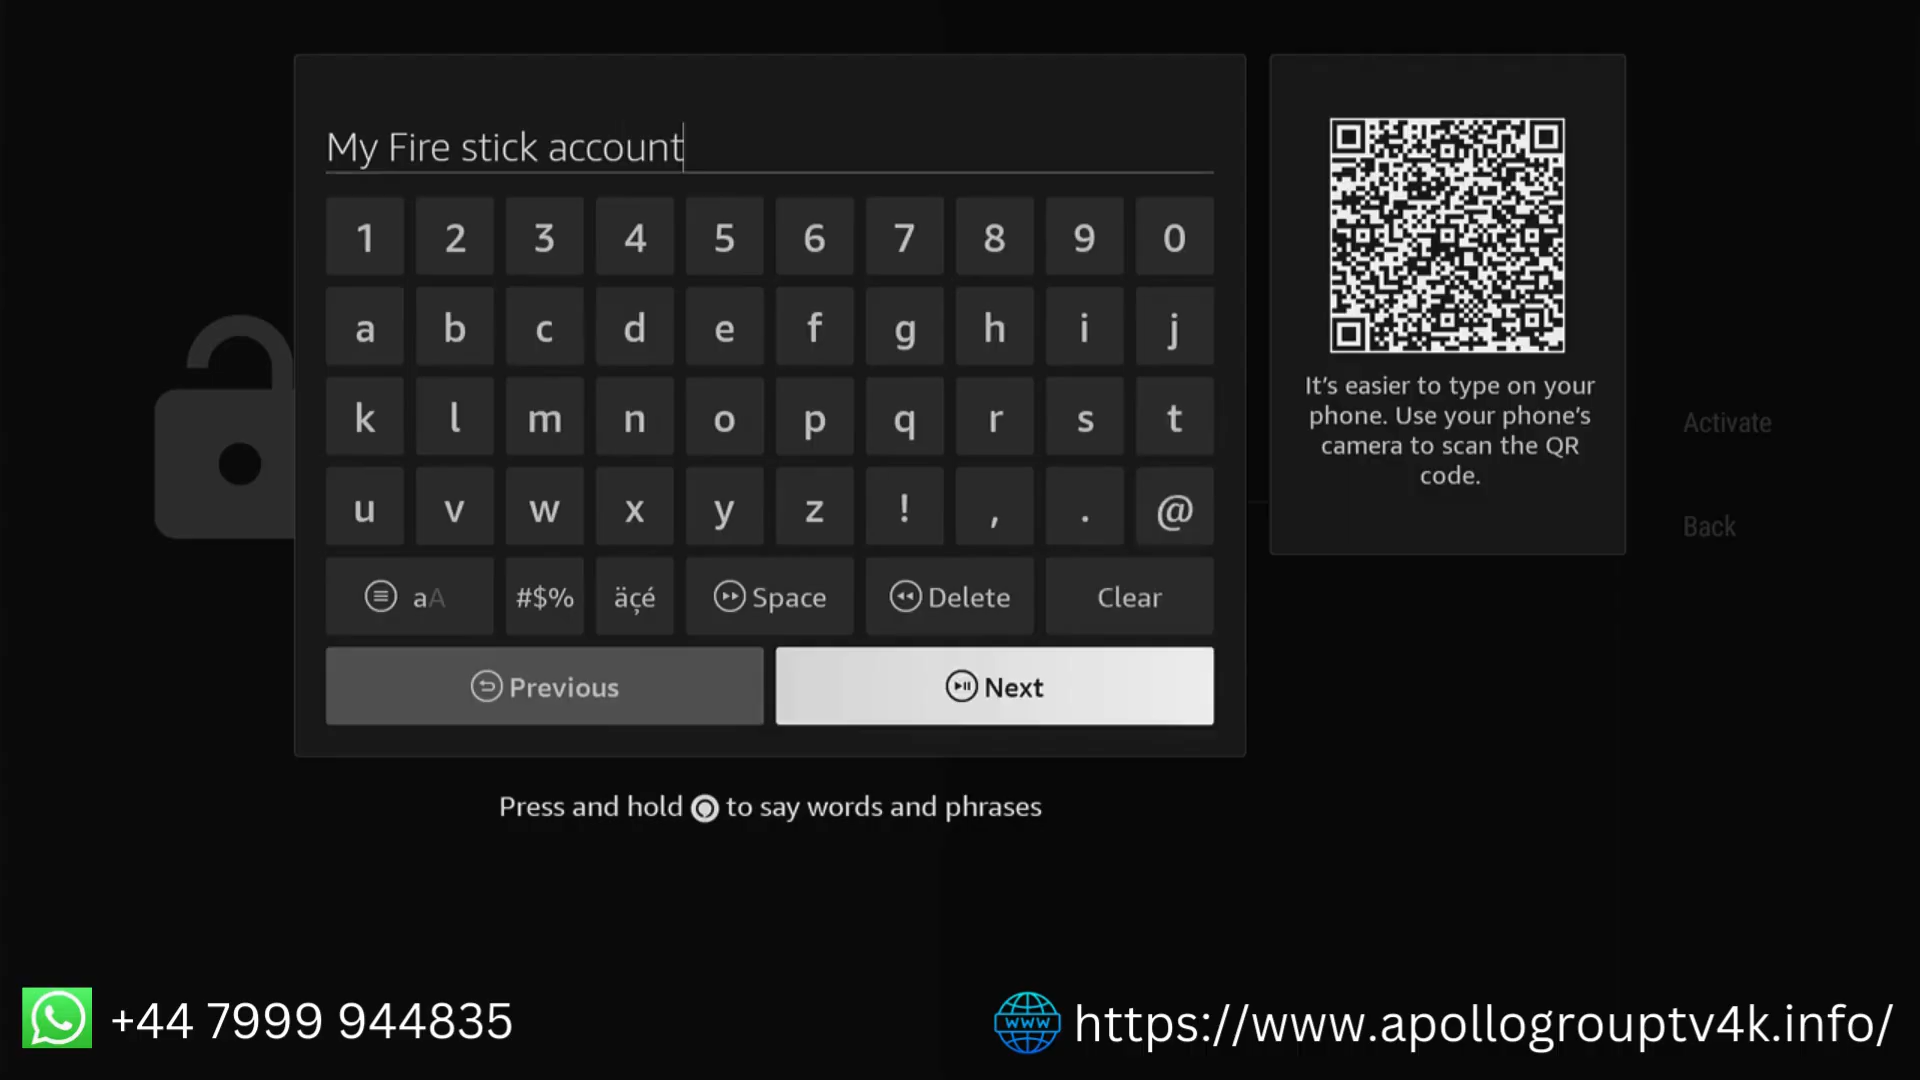 My Fire stick account
1 2 3 4 5 6 7 8 9 0
a b c d e f g h i j
k l m n o p q r s t
u v w x y z ! , . @
aA #$% äçé Space Delete Clear
Previous Next
Press and hold to say words and phrases
It's easier to type on your
phone. Use your phone's
camera to scan the QR
code.
Activate
Back
+44 7999 944835
www
https://www.apollogrouptv4k.info/